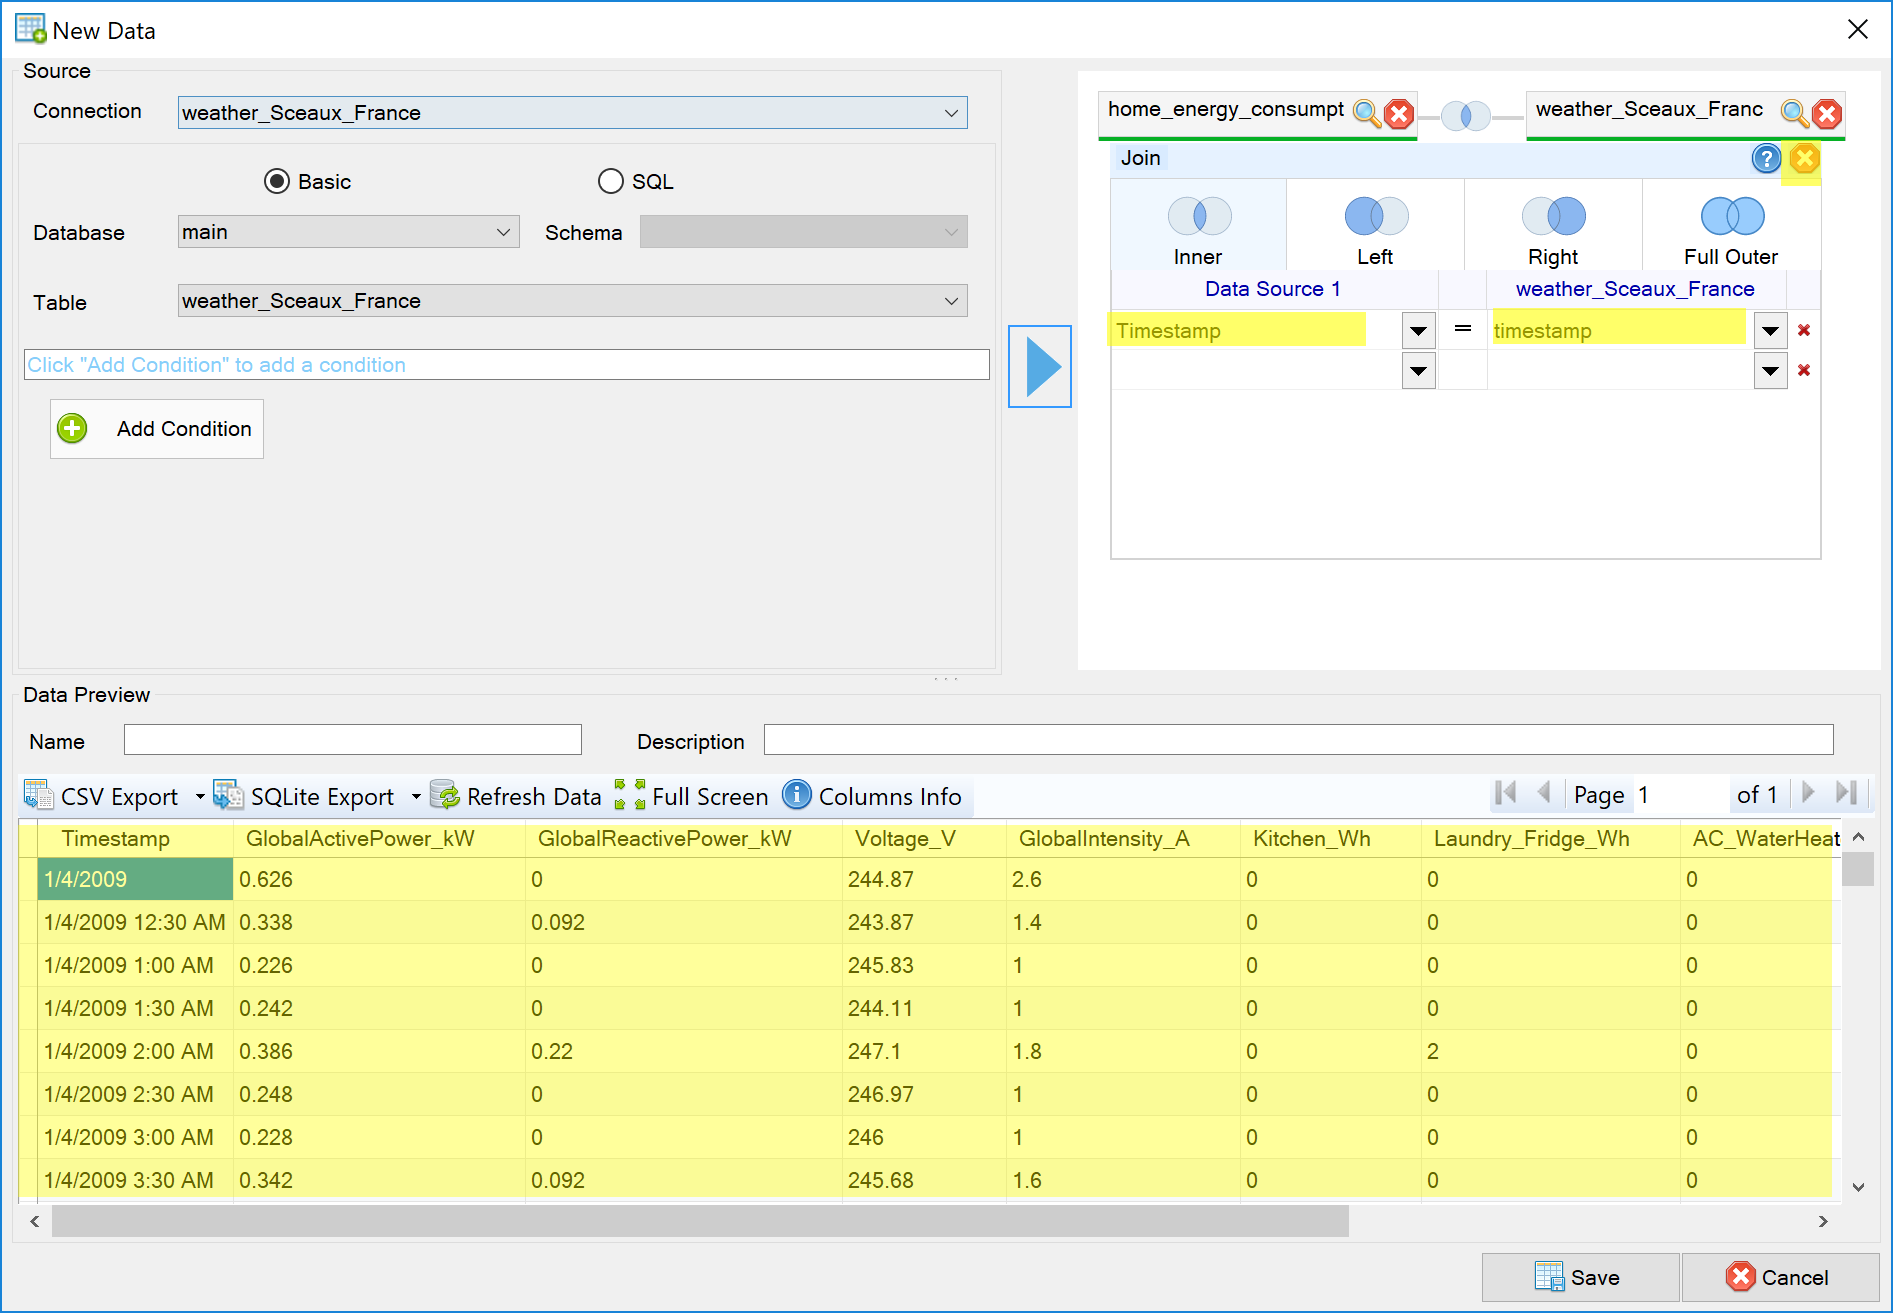 New Data
Source
Connection weather_Sceaux_France
Basic SQL
Database main Schema
Table weather_Sceaux_France
Click "Add Condition" to add a condition
Add Condition
home_energy_consumpt weather_Sceaux_Franc
Join ?
Inner Left Right Full Outer
Data Source 1 weather_Sceaux_France
Timestamp = timestamp
Data Preview
Name Description
CSV Export SQLite Export Refresh Data Full Screen Columns Info Page 1 of 1
Timestamp GlobalActivePower_kW GlobalReactivePower_kW Voltage_V GlobalIntensity_A Kitchen_Wh Laundry_Fridge_Wh AC_WaterHeat
1/4/2009 0.626 0 244.87 2.6 0 0 0
1/4/2009 12:30 AM 0.338 0.092 243.87 1.4 0 0 0
1/4/2009 1:00 AM 0.226 0 245.83 1 0 0 0
1/4/2009 1:30 AM 0.242 0 244.11 1 0 0 0
1/4/2009 2:00 AM 0.386 0.22 247.1 1.8 0 2 0
1/4/2009 2:30 AM 0.248 0 246.97 1 0 0 0
1/4/2009 3:00 AM 0.228 0 246 1 0 0 0
1/4/2009 3:30 AM 0.342 0.092 245.68 1.6 0 0 0
Save Cancel